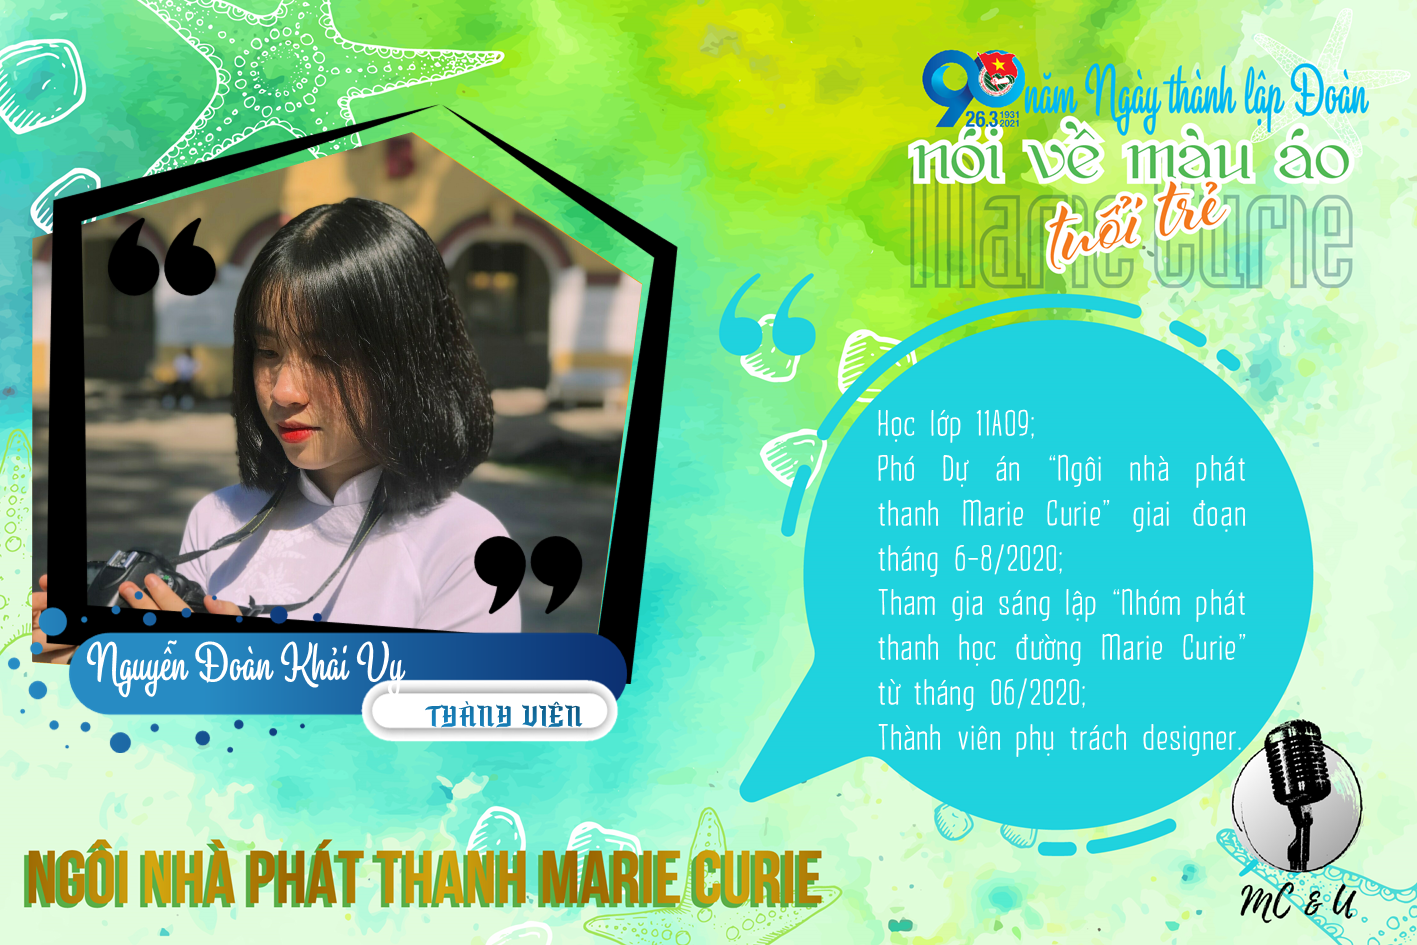 90 năm Ngày thành lập Đoàn
26.3 1931 2021
nói về màu áo
tuổi trẻ
Marie Curie
Học lớp 11A09;
Phó Dự án “Ngôi nhà phát
thanh Marie Curie” giai đoạn
tháng 6-8/2020;
Tham gia sáng lập “Nhóm phát
thanh học đường Marie Curie”
từ tháng 06/2020;
Thành viên phụ trách designer.
Nguyễn Đoàn Khải Vy
THÀNH VIÊN
NGÔI NHÀ PHÁT THANH MARIE CURIE
MC & U